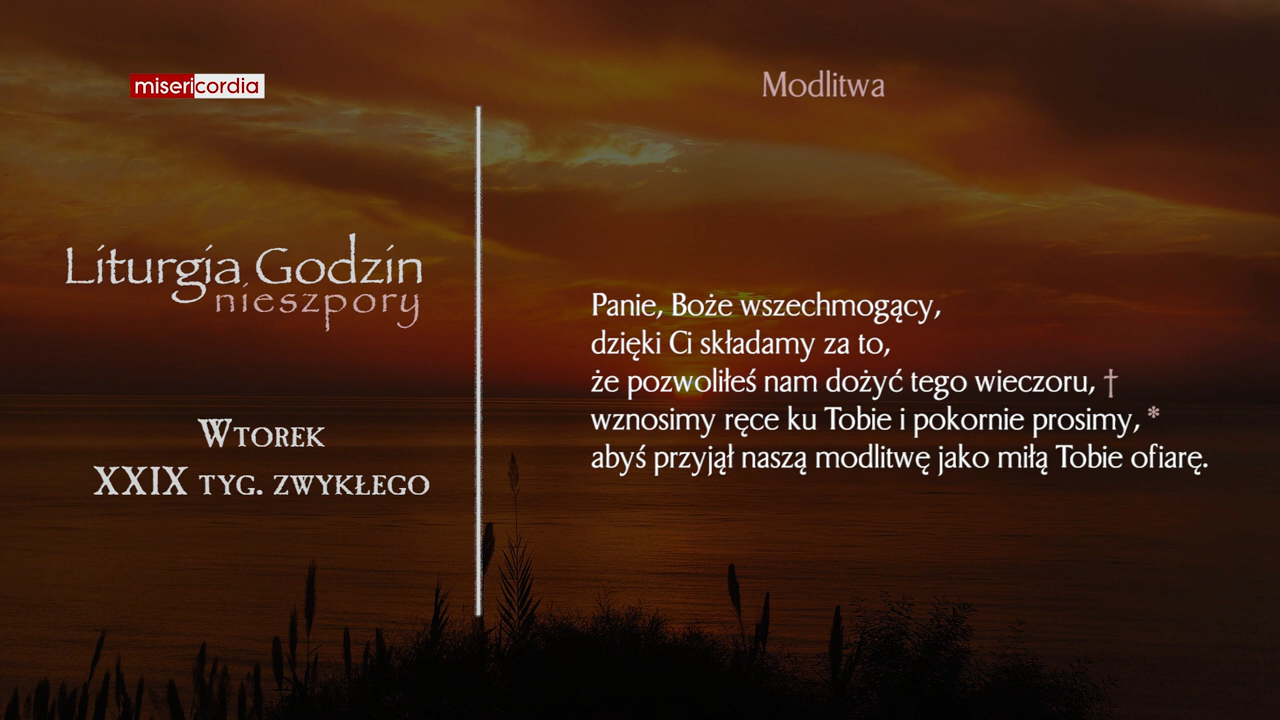 misericordia
Liturgia Godzin
nieszpory
Wtorek
XXIX tyg. zwykłego
Modlitwa
Panie, Boże wszechmogący,
dzięki Ci składamy za to,
że pozwoliłeś nam dożyć tego wieczoru, †
wznosimy ręce ku Tobie i pokornie prosimy, *
abyś przyjął naszą modlitwę jako miłą Tobie ofiarę.